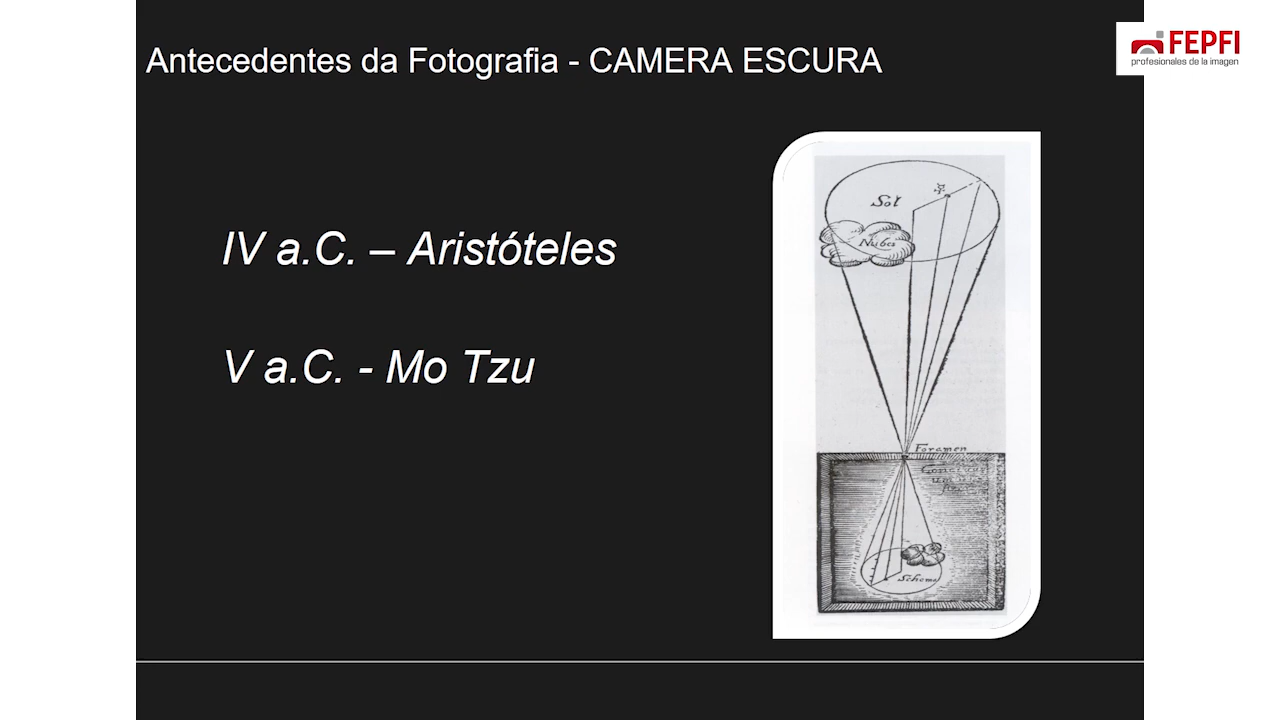 Antecedentes da Fotografia - CAMERA ESCURA
FEPFI
profesionales de la imagen
IV a.C. – Aristóteles
V a.C. - Mo Tzu
Sol
Nubes
Foramen
Schema